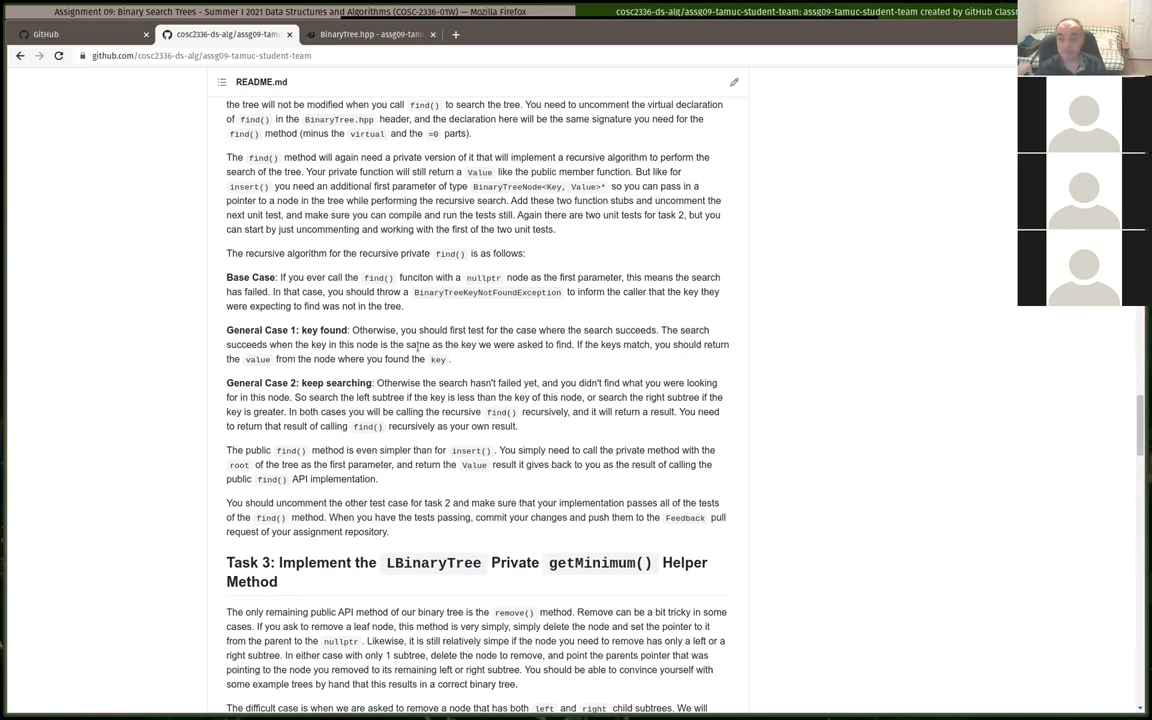 Assignment 09: Binary Search Trees - Summer I 2021 Data Structures and Algorithms (COSC-2336-01W) — Mozilla Firefox
cosc2336-ds-alg/assg09-tamuc-student-team: assg09-tamuc-student-team created by GitHub Classr
GitHub
cosc2336-ds-alg/assg09-tamu
BinaryTree.hpp - assg09-tam
github.com/cosc2336-ds-alg/assg09-tamuc-student-team
README.md
the tree will not be modified when you call find() to search the tree. You need to uncomment the virtual declaration
of find() in the BinaryTree.hpp header, and the declaration here will be the same signature you need for the
find() method (minus the virtual and the =0 parts).
The find() method will again need a private version of it that will implement a recursive algorithm to perform the
search of the tree. Your private function will still return a Value like the public member function. But like for
insert() you need an additional first parameter of type BinaryTreeNode<Key, Value>* so you can pass in a
pointer to a node in the tree while performing the recursive search. Add these two function stubs and uncomment the
next unit test, and make sure you can compile and run the tests still. Again there are two unit tests for task 2, but you
can start by just uncommenting and working with the first of the two unit tests.
The recursive algorithm for the recursive private find() is as follows:
Base Case: If you ever call the find() funciton with a nullptr node as the first parameter, this means the search
has failed. In that case, you should throw a BinaryTreeKeyNotFoundException to inform the caller that the key they
were expecting to find was not in the tree.
General Case 1: key found: Otherwise, you should first test for the case where the search succeeds. The search
succeeds when the key in this node is the same as the key we were asked to find. If the keys match, you should return
the value from the node where you found the key .
General Case 2: keep searching: Otherwise the search hasn't failed yet, and you didn't find what you were looking
for in this node. So search the left subtree if the key is less than the key of this node, or search the right subtree if the
key is greater. In both cases you will be calling the recursive find() recursively, and it will return a result. You need
to return that result of calling find() recursively as your own result.
The public find() method is even simpler than for insert() . You simply need to call the private method with the
root of the tree as the first parameter, and return the Value result it gives back to you as the result of calling the
public find() API implementation.
You should uncomment the other test case for task 2 and make sure that your implementation passes all of the tests
of the find() method. When you have the tests passing, commit your changes and push them to the Feedback pull
request of your assignment repository.
Task 3: Implement the LBinaryTree Private getMinimum() Helper
Method
The only remaining public API method of our binary tree is the remove() method. Remove can be a bit tricky in some
cases. If you ask to remove a leaf node, this method is very simply, simply delete the node and set the pointer to it
from the parent to the nullptr . Likewise, it is still relatively simpe if the node you need to remove has only a left or a
right subtree. In either case with only 1 subtree, delete the node to remove, and point the parents pointer that was
pointing to the node you removed to its remaining left or right subtree. You should be able to convince yourself with
some example trees by hand that this results in a correct binary tree.
The difficult case is when we are asked to remove a node that has both left and right child subtrees. We will